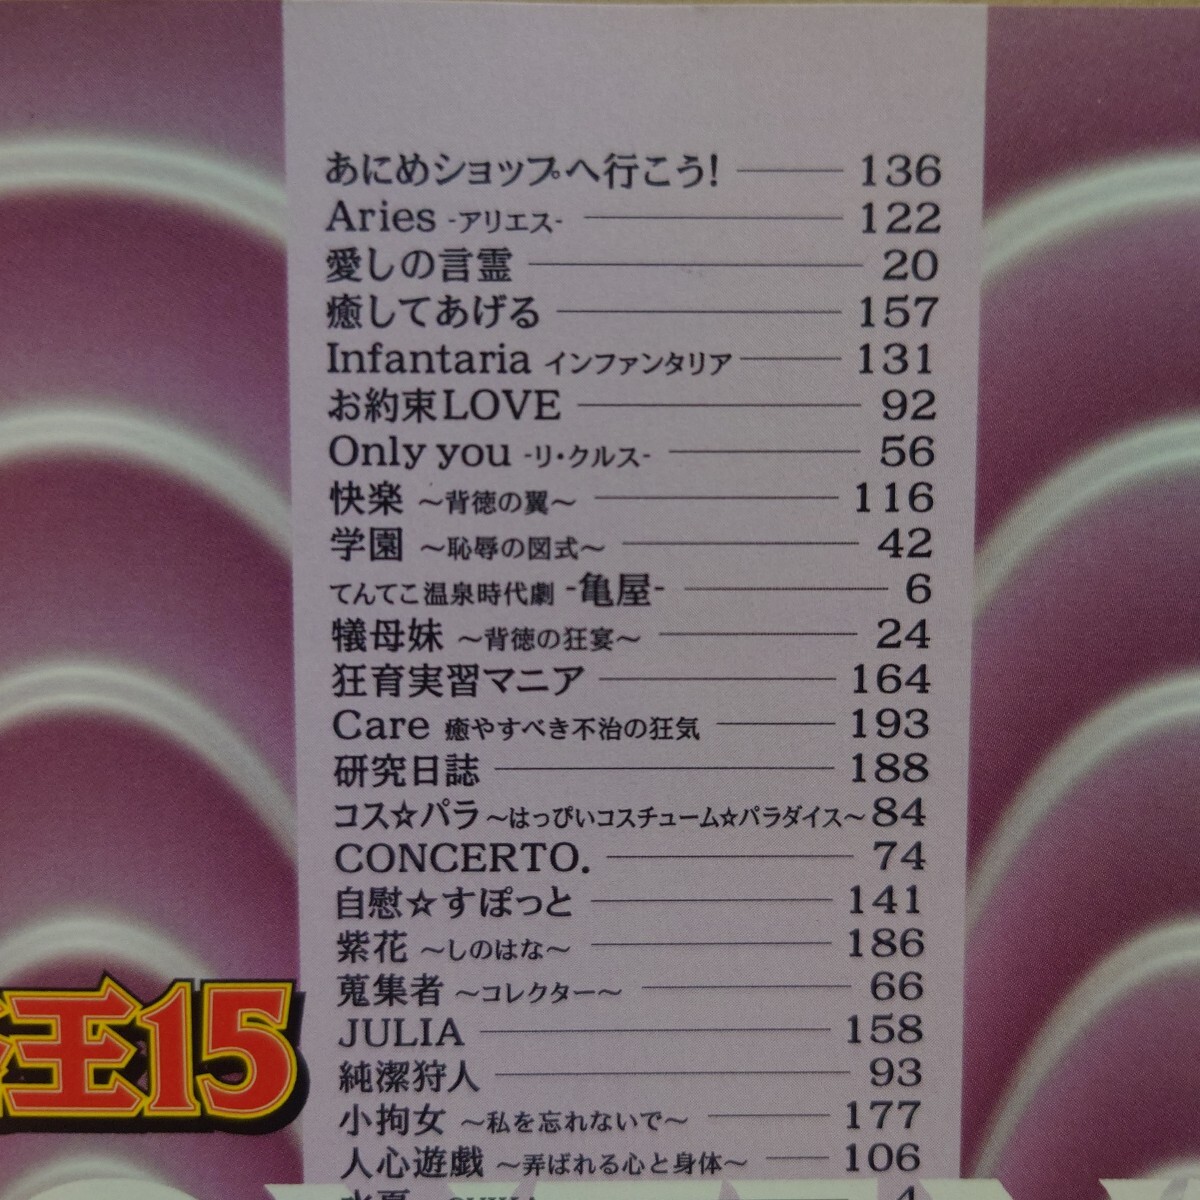 あにめショップへ行こう! 136
Aries -アリエス- 122
愛しの言霊 20
癒してあげる 157
Infantaria インファンタリア 131
お約束LOVE 92
Only you -リ・クルス- 56
快楽 ～背徳の翼～ 116
学園 ～恥辱の図式～ 42
てんてこ温泉時代劇 -亀屋- 6
犠母妹 ～背徳の狂宴～ 24
狂育実習マニア 164
Care 癒やすべき不治の狂気 193
研究日誌 188
コス☆パラ ～はっぴいコスチューム☆パラダイス～ 84
CONCERTO. 74
自慰☆すぽっと 141
紫花 ～しのはな～ 186
蒐集者 ～コレクター～ 66
JULIA 158
純潔狩人 93
小拘女 ～私を忘れないで～ 177
人心遊戯 ～弄ばれる心と身体～ 106
水夏 4
王15